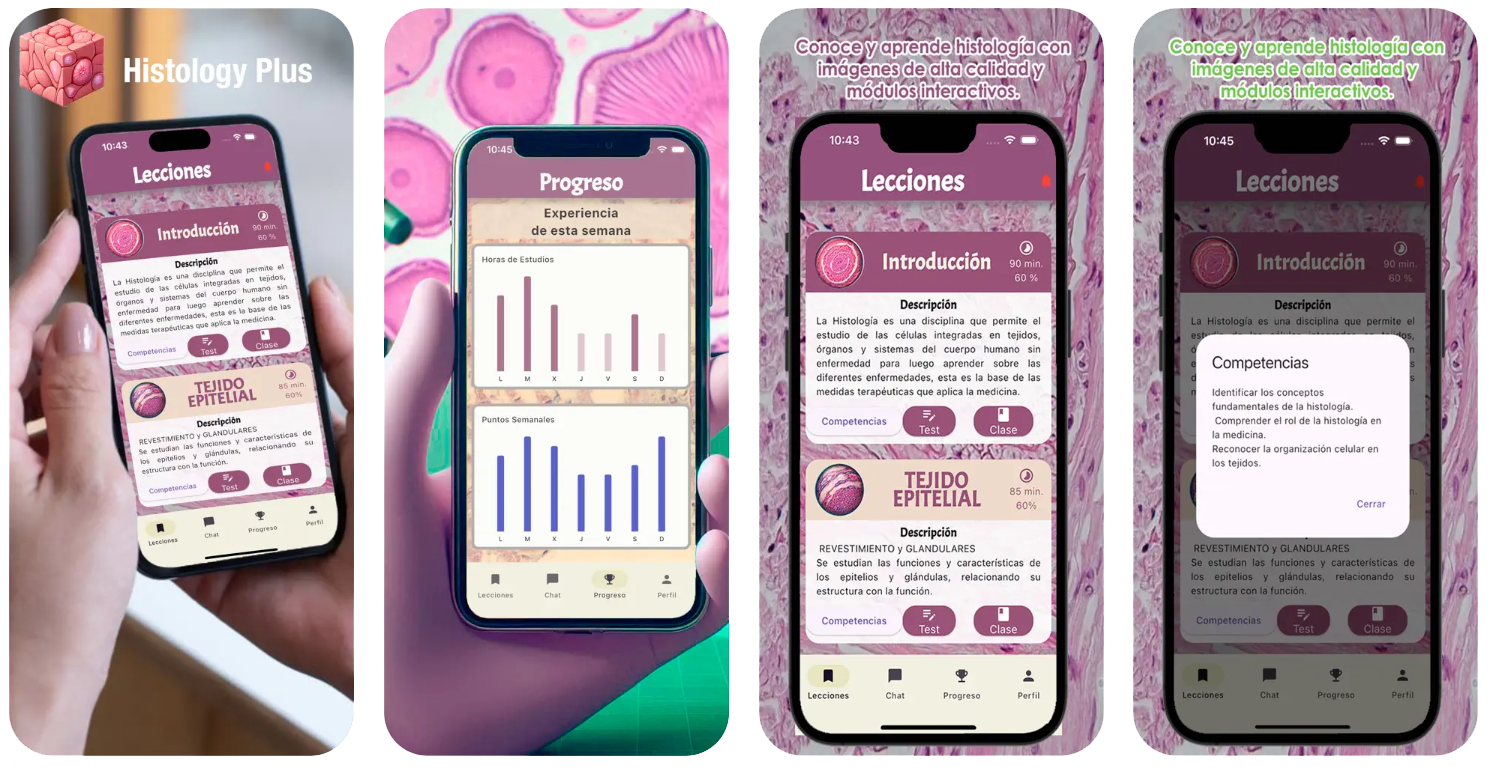 Histology Plus
10:43
Lecciones
Introducción
90 min.
60 %
Descripción
La Histología es una disciplina que permite el
estudio de las células integradas en tejidos,
órganos y sistemas del cuerpo humano sin
enfermedad para luego aprender sobre las
diferentes enfermedades, esta es la base de las
medidas terapéuticas que aplica la medicina.
Competencias
Test
Clase
TEJIDO
EPITELIAL
85 min.
60%
Descripción
REVESTIMIENTO y GLANDULARES
Se estudian las funciones y características de
los epitelios y glándulas, relacionando su
estructura con la función.
Competencias
Test
Clase
Lecciones
Chat
Progreso
Perfil
10:45
Progreso
Experiencia
de esta semana
Horas de Estudios
L M X J V S D
Puntos Semanales
L M X J V S D
Lecciones
Chat
Progreso
Perfil
Conoce y aprende histología con
imágenes de alta calidad y
módulos interactivos.
10:43
Lecciones
Introducción
90 min.
60 %
Descripción
La Histología es una disciplina que permite el
estudio de las células integradas en tejidos,
órganos y sistemas del cuerpo humano sin
enfermedad para luego aprender sobre las
diferentes enfermedades, esta es la base de las
medidas terapéuticas que aplica la medicina.
Competencias
Test
Clase
TEJIDO
EPITELIAL
85 min.
60%
Descripción
REVESTIMIENTO y GLANDULARES
Se estudian las funciones y características de
los epitelios y glándulas, relacionando su
estructura con la función.
Competencias
Test
Clase
Lecciones
Chat
Progreso
Perfil
Conoce y aprende histología con
imágenes de alta calidad y
módulos interactivos.
10:45
Lecciones
Introducción
90 min.
60 %
Descripción
La Histología es una disciplina que permite el
Competencias
Identificar los conceptos
fundamentales de la histología.
Comprender el rol de la histología en
la medicina.
Reconocer la organización celular en
los tejidos.
Cerrar
REVESTIMIENTO y GLANDULARES
Se estudian las funciones y características de
los epitelios y glándulas, relacionando su
estructura con la función.
Competencias
Test
Clase
Lecciones
Chat
Progreso
Perfil